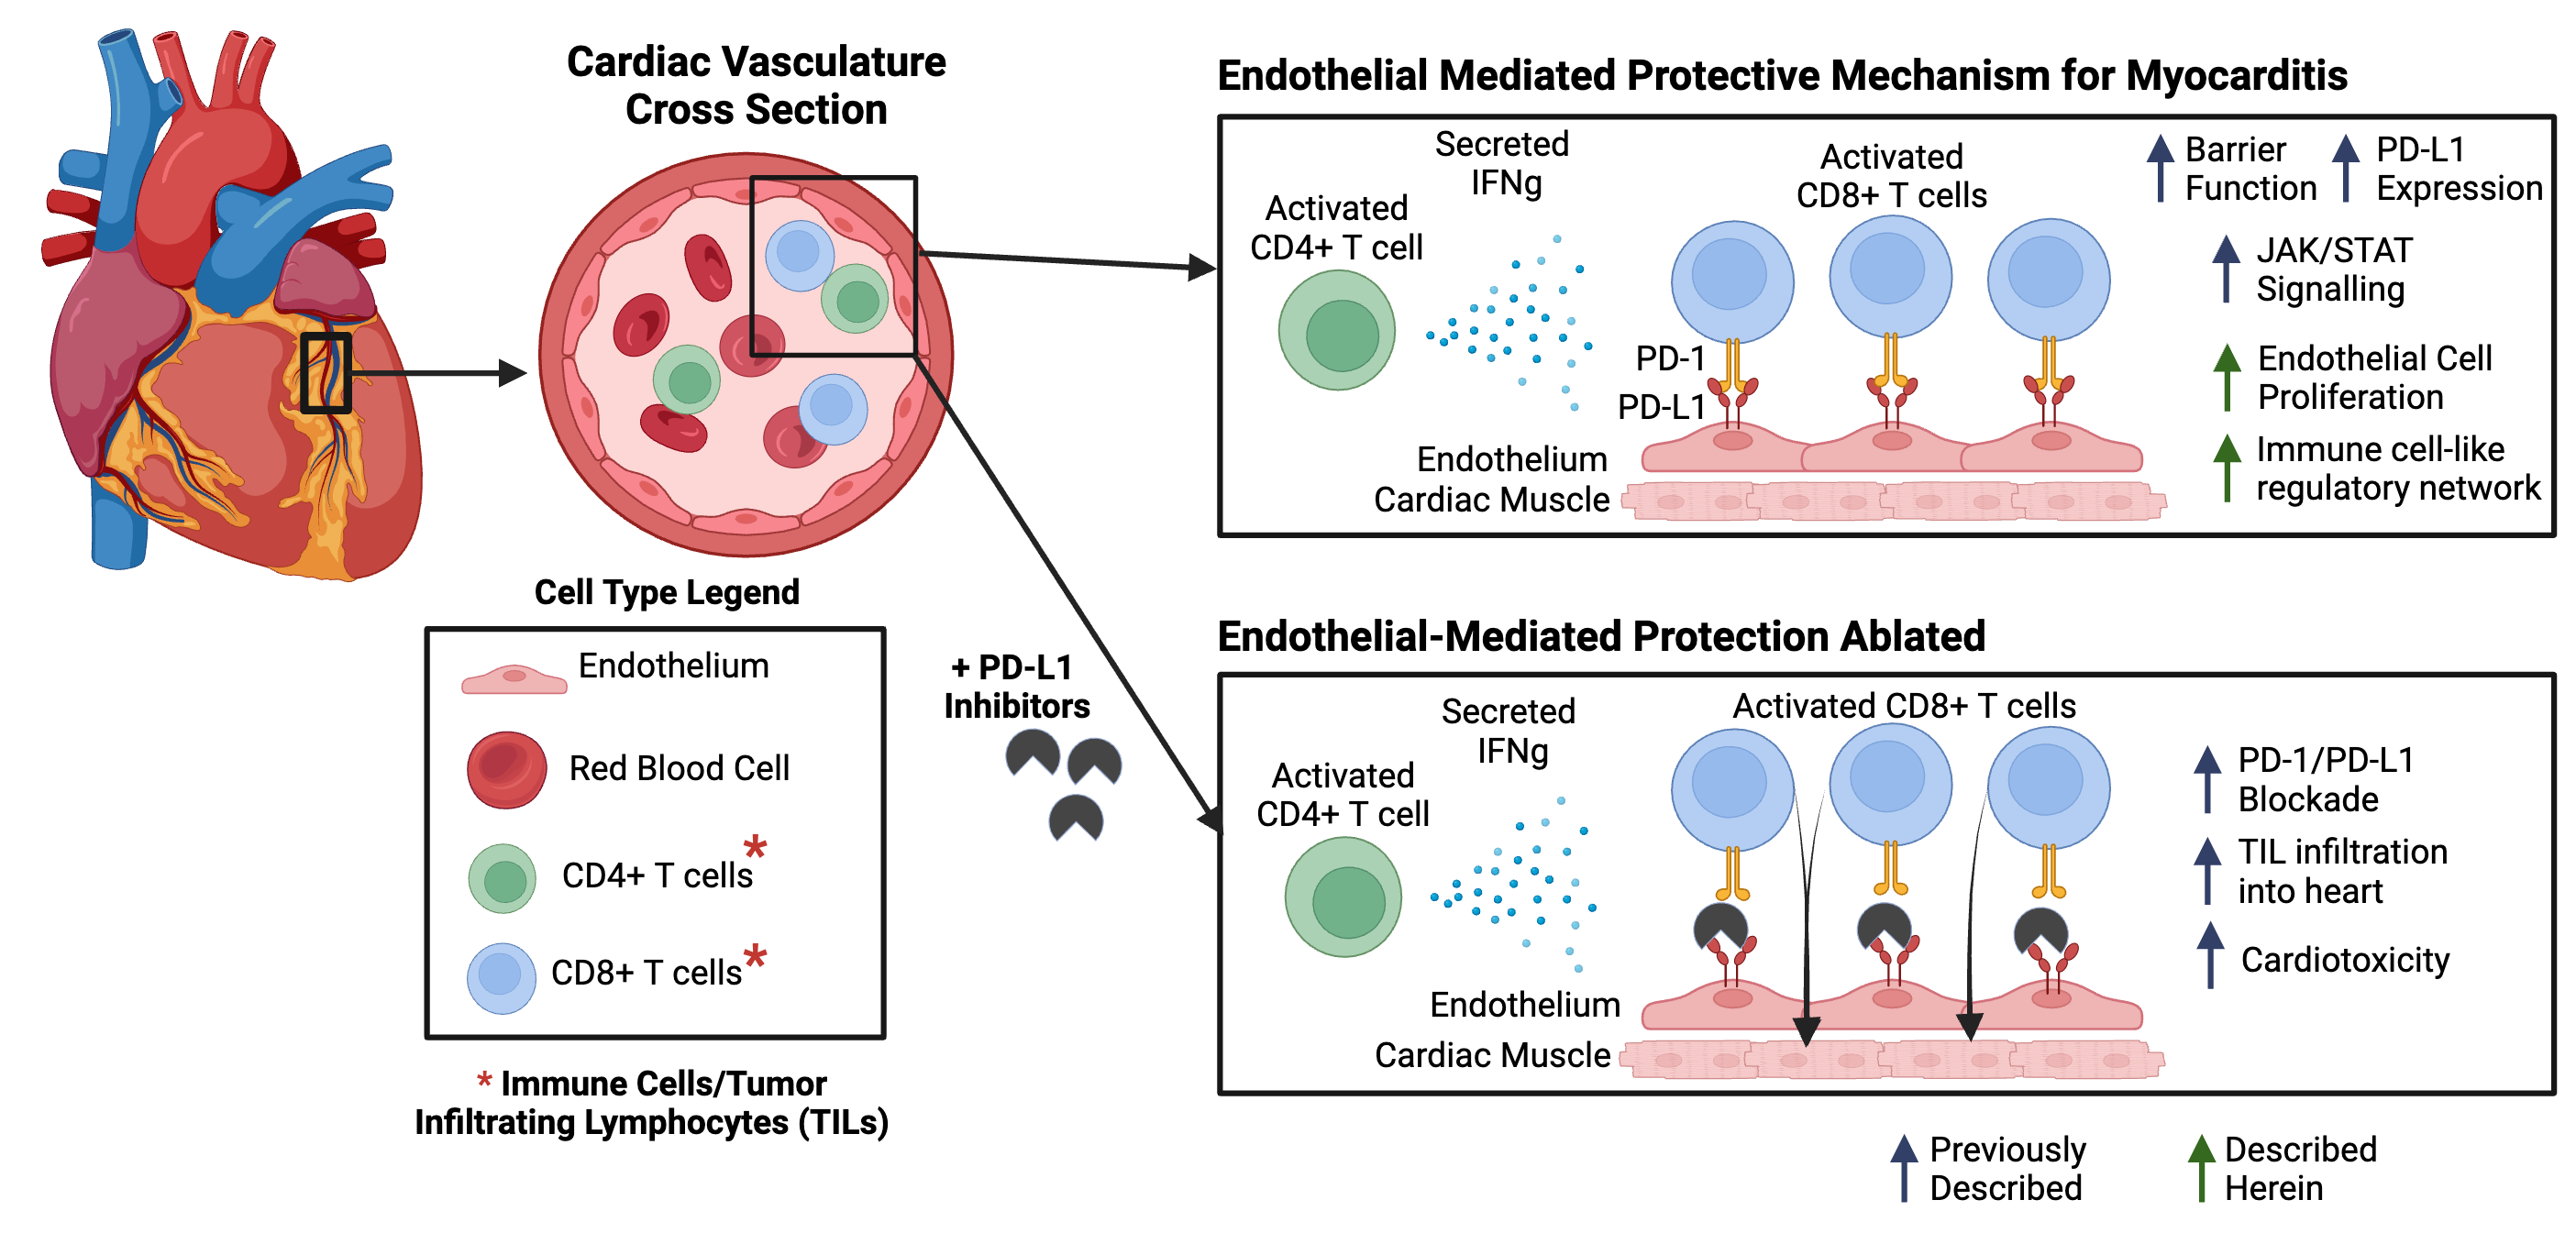 Cardiac Vasculature
Cross Section
Cell Type Legend
Endothelium
Red Blood Cell
CD4+ T cells*
CD8+ T cells*
* Immune Cells/Tumor
Infiltrating Lymphocytes (TILs)
+ PD-L1
Inhibitors
Endothelial Mediated Protective Mechanism for Myocarditis
Activated
CD4+ T cell
Secreted
IFNg
Activated
CD8+ T cells
PD-1
PD-L1
Endothelium
Cardiac Muscle
Barrier
Function
PD-L1
Expression
JAK/STAT
Signalling
Endothelial Cell
Proliferation
Immune cell-like
regulatory network
Endothelial-Mediated Protection Ablated
Activated
CD4+ T cell
Secreted
IFNg
Activated CD8+ T cells
Endothelium
Cardiac Muscle
PD-1/PD-L1
Blockade
TIL infiltration
into heart
Cardiotoxicity
Previously
Described
Described
Herein